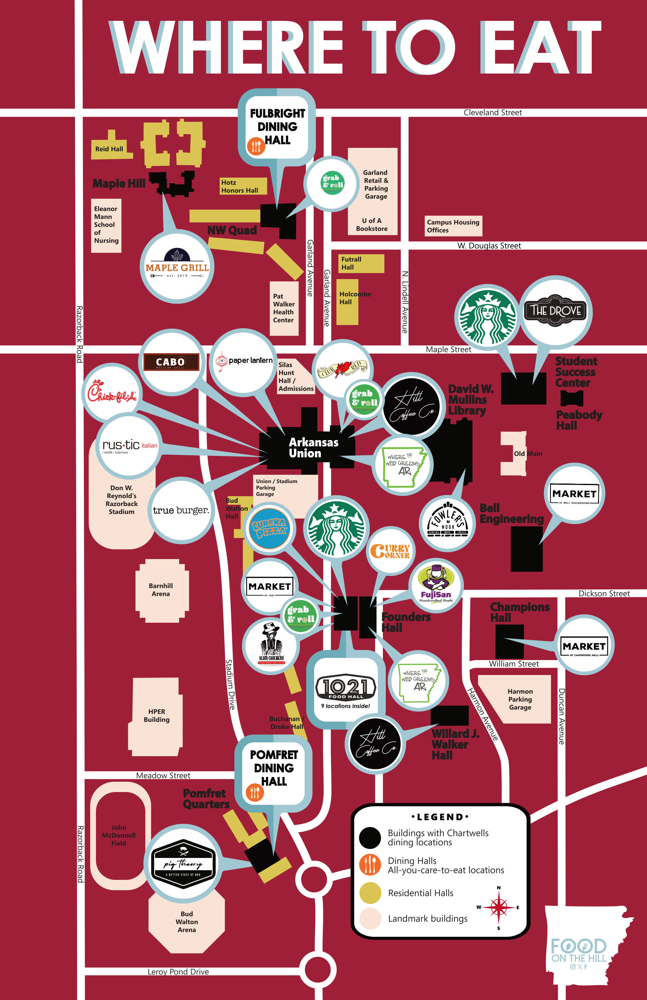 WHERE TO EAT
Cleveland Street
FULBRIGHT
DINING
HALL
Reid Hall
Maple Hill
Hotz
Honors Hall
grab
& roll
Garland
Retail &
Parking
Garage
U of A
Bookstore
Eleanor
Mann
School
of
Nursing
NW Quad
Campus Housing
Offices
W. Douglas Street
MAPLE GRILL
est. 2019
Garland Avenue
Garland Avenue
Futrall
Hall
Holcombe
Hall
N. Lindell Avenue
Pat
Walker
Health
Center
Razorback Road
THE DROVE
Maple Street
CABO
MEXICAN GRILL
paper lantern
Silas
Hunt
Hall /
Admissions
CLUB RED
Chick-fil-A
grab
& roll
Hill
Coffee Co.
David W.
Mullins
Library
Student
Success
Center
Peabody
Hall
rus·tic italian
/ restik / adjective
Arkansas
Union
WHERE THE
WILD GREENS
AR.
Old Main
Don W.
Reynold's
Razorback
Stadium
true burger.
Union / Stadium
Parking
Garage
Bud
Walton
Hall
EUREKA
PIZZA
FOWLER'S
NOOK
SERVING ONYX COFFEE
Bell
Engineering
MARKET
AT BELL ENGINEERING
CURRY
CORNER
Barnhill
Arena
MARKET
AT 1021
FujiSan
Handcrafted Sushi
Dickson Street
grab
& roll
Founders
Hall
Champions
Hall
MARKET
AT CHAMPIONS HALL
SLIM CHICKENS
William Street
Stadium Drive
1021
FOOD HALL
9 locations inside!
WHERE THE
WILD GREENS
AR.
Harmon
Parking
Garage
Harmon Avenue
Duncan Avenue
HPER
Building
Buchanan /
Droke Hall
Hill
Coffee Co.
Willard J.
Walker
Hall
POMFRET
DINING
HALL
Meadow Street
Pomfret
Quarters
John
McDonnell
Field
Razorback Road
pig theory
A BETTER STATE OF BBQ
Bud
Walton
Arena
Leroy Pond Drive
•LEGEND•
Buildings with Chartwells
dining locations
Dining Halls
All-you-care-to-eat locations
Residential Halls
Landmark buildings
N
W
E
S
FOOD
ON THE HILL